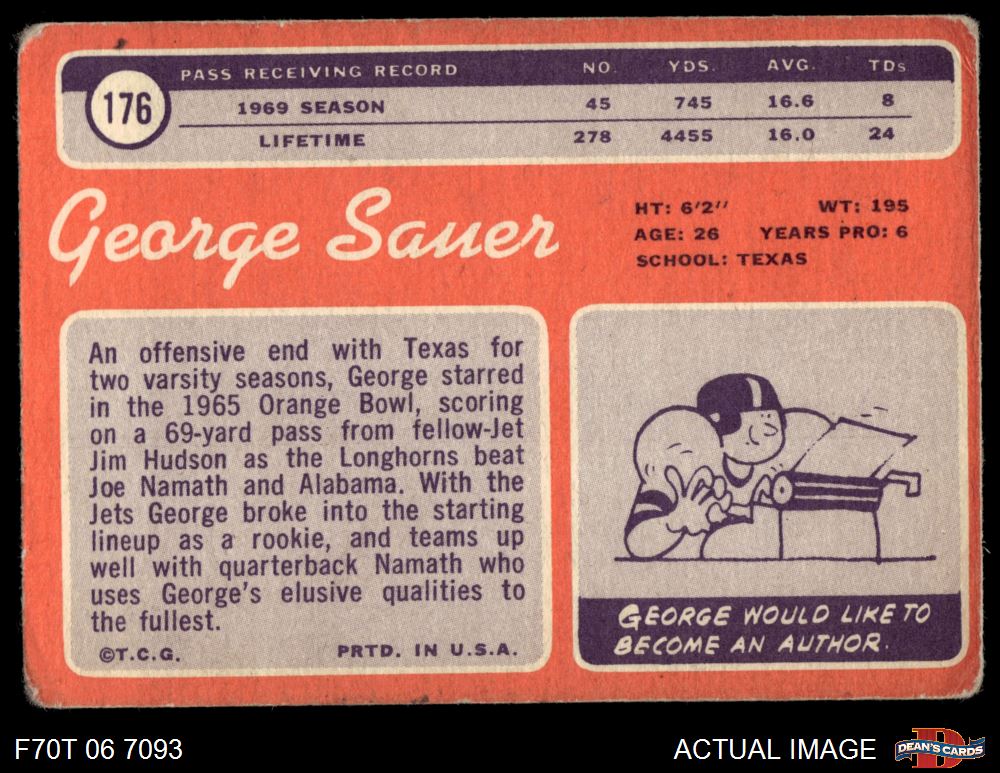 PASS RECEIVING RECORD NO. YDS. AVG. TDs
176
1969 SEASON 45 745 16.6 8
LIFETIME 278 4455 16.0 24
George Sauer
HT: 6'2" WT: 195
AGE: 26 YEARS PRO: 6
SCHOOL: TEXAS
An offensive end with Texas for
two varsity seasons, George starred
in the 1965 Orange Bowl, scoring
on a 69-yard pass from fellow-Jet
Jim Hudson as the Longhorns beat
Joe Namath and Alabama. With the
Jets George broke into the starting
lineup as a rookie, and teams up
well with quarterback Namath who
uses George's elusive qualities to
the fullest.
©T.C.G. PRTD. IN U.S.A.
GEORGE WOULD LIKE TO
BECOME AN AUTHOR.
F70T 06 7093
ACTUAL IMAGE
D
DEAN'S CARDS